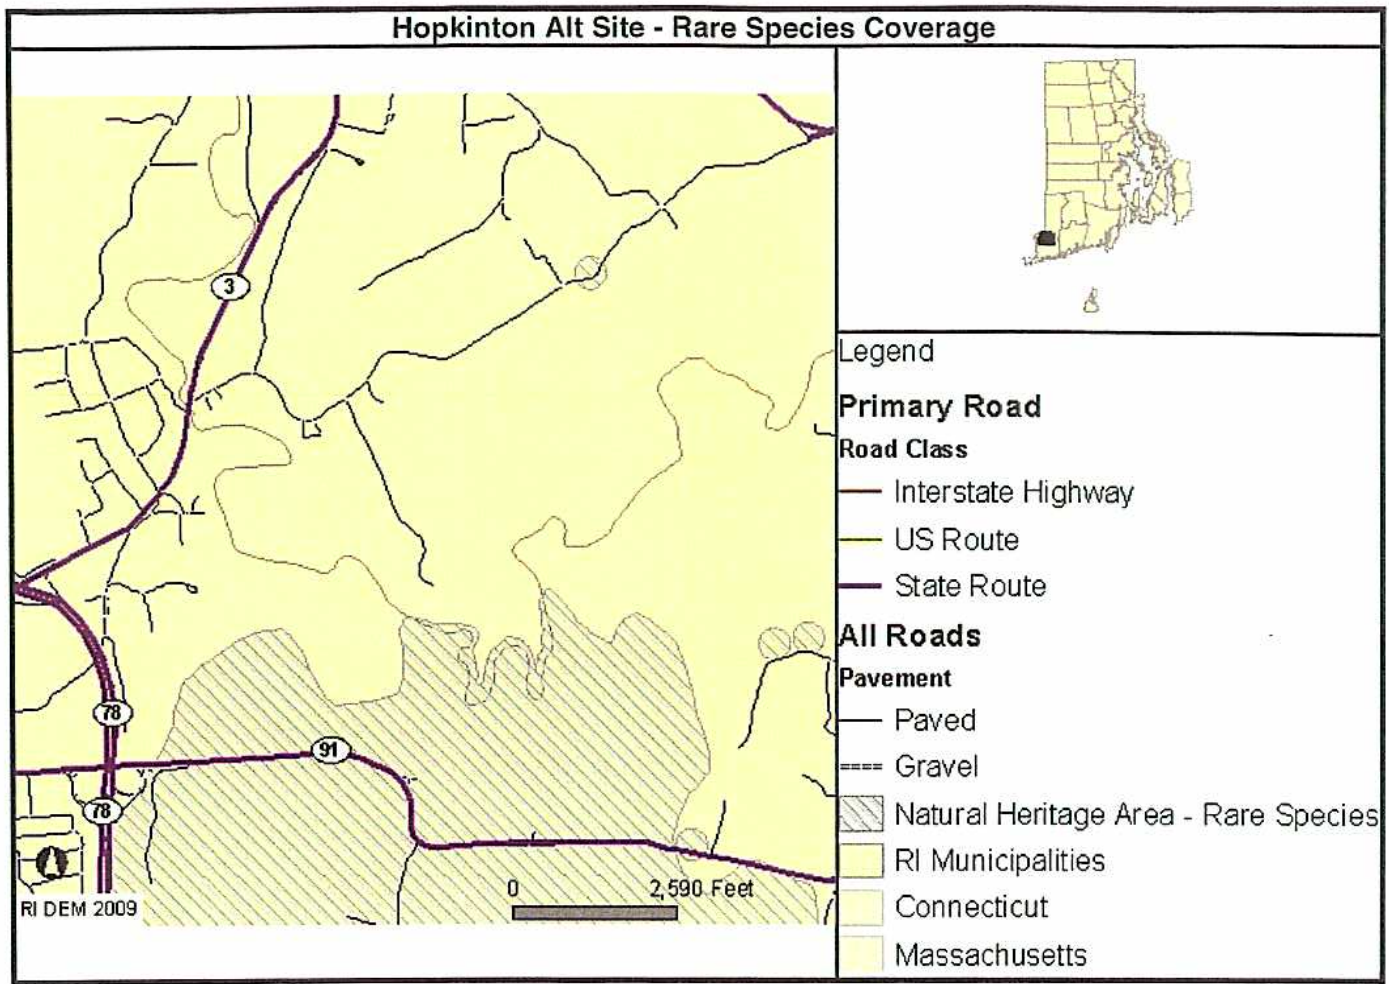 Hopkinton Alt Site - Rare Species Coverage
3
78
91
78
RI DEM 2009
0 2,590 Feet
Legend
Primary Road
Road Class
Interstate Highway
US Route
State Route
All Roads
Pavement
Paved
Gravel
Natural Heritage Area - Rare Species
RI Municipalities
Connecticut
Massachusetts